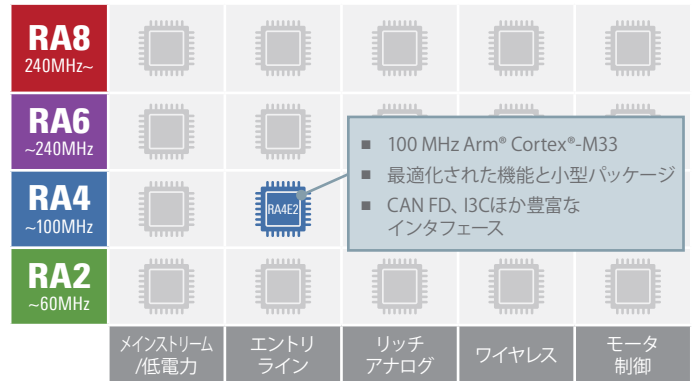 RA8
240MHz~
RA6
~240MHz
■ 100 MHz Arm® Cortex®-M33
■ 最適化された機能と小型パッケージ
■ CAN FD、I3Cほか豊富な
インタフェース
RA4
~100MHz
RA4E2
RA2
~60MHz
メインストリーム
/低電力
エントリ
ライン
リッチ
アナログ
ワイヤレス
モータ
制御